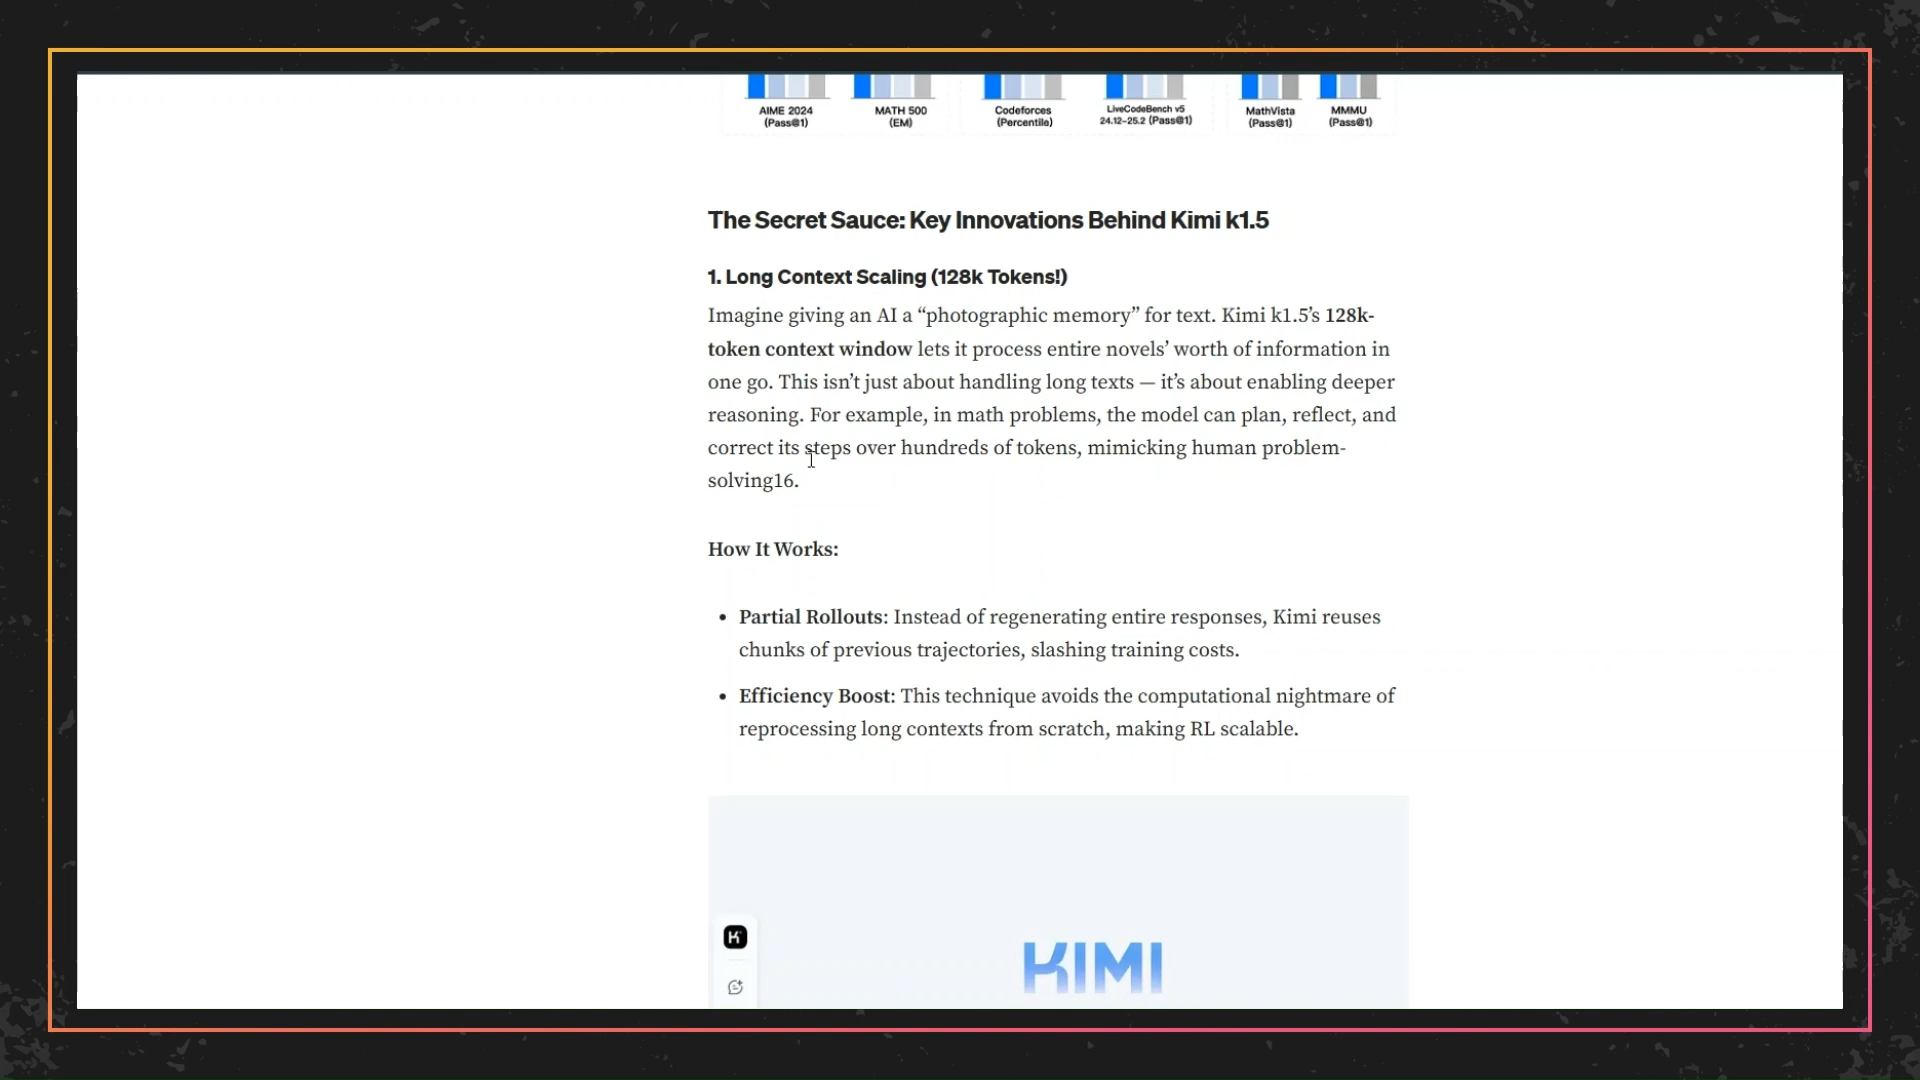 AIME 2024
(Pass@1)
MATH 500
(EM)
Codeforces
(Percentile)
LiveCodeBench v5
24.12–25.2 (Pass@1)
MathVista
(Pass@1)
MMMU
(Pass@1)
The Secret Sauce: Key Innovations Behind Kimi k1.5
1. Long Context Scaling (128k Tokens!)
Imagine giving an AI a “photographic memory” for text. Kimi k1.5’s 128k-
token context window lets it process entire novels’ worth of information in
one go. This isn’t just about handling long texts — it’s about enabling deeper
reasoning. For example, in math problems, the model can plan, reflect, and
correct its steps over hundreds of tokens, mimicking human problem-
solving16.
How It Works:
• Partial Rollouts: Instead of regenerating entire responses, Kimi reuses
chunks of previous trajectories, slashing training costs.
• Efficiency Boost: This technique avoids the computational nightmare of
reprocessing long contexts from scratch, making RL scalable.
K
KIMI